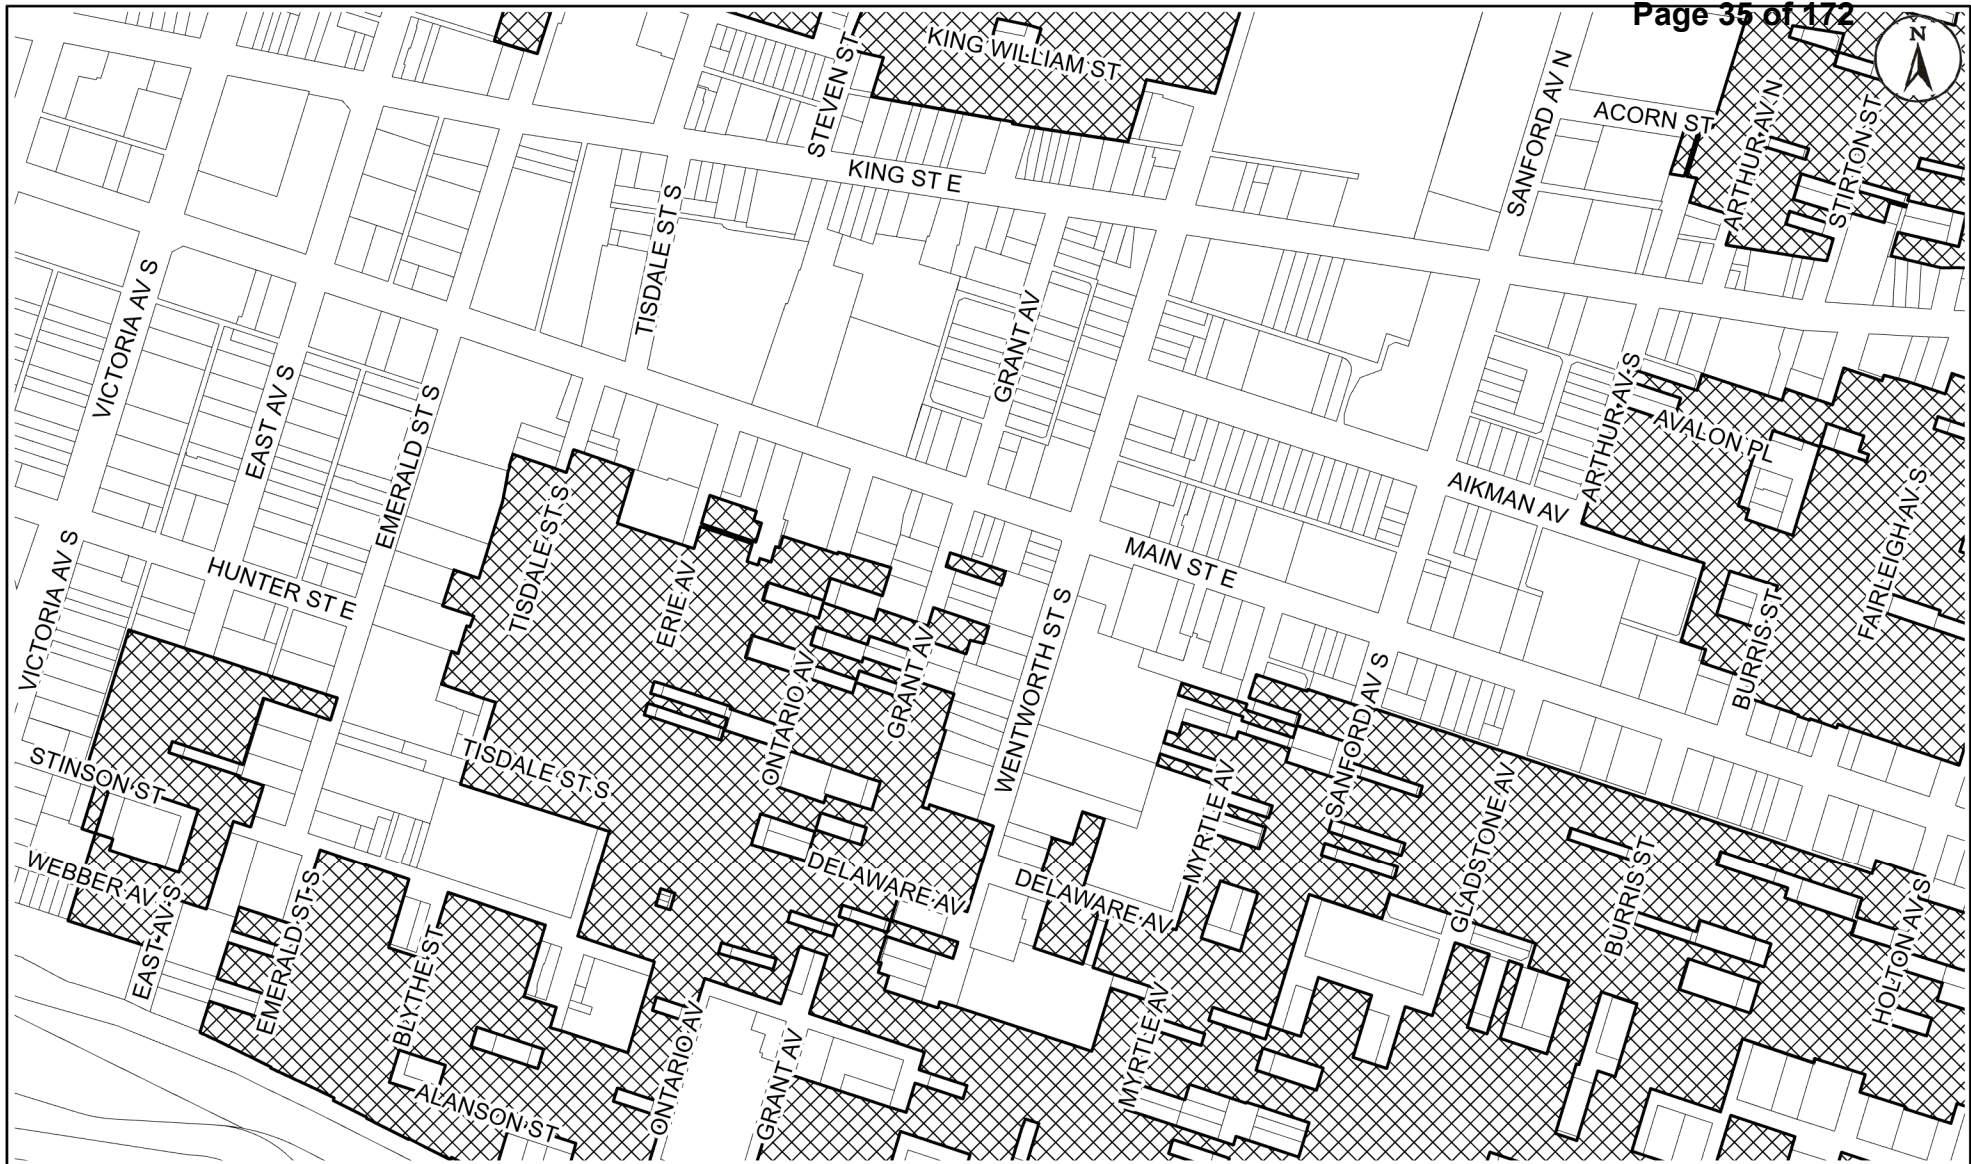 Page 35 of 172
N
KING WILLIAM ST
STEVEN ST
SANFORD AV N
ACORN ST
ARTHUR AV N
STIRTON ST
KING ST E
TISDALE ST S
VICTORIA AV S
GRANT AV
EAST AV S
EMERALD ST S
ARTHUR AV S
AVALON PL
AIKMAN AV
FAIRLEIGH AV S
TISDALE ST S
MAIN ST E
HUNTER ST E
ERIE AV
VICTORIA AV S
WENTWORTH ST S
BURRIS ST
GRANT AV
ONTARIO AV
SANFORD AV S
STINSON ST
TISDALE ST S
MYRTLE AV
GLADSTONE AV
WEBBER AV
DELAWARE AV
DELAWARE AV
BURRIS ST
HOLTON AV S
EAST AV S
EMERALD ST S
BLYTHE ST
MYRTLE AV
ONTARIO AV
GRANT AV
ALANSON ST